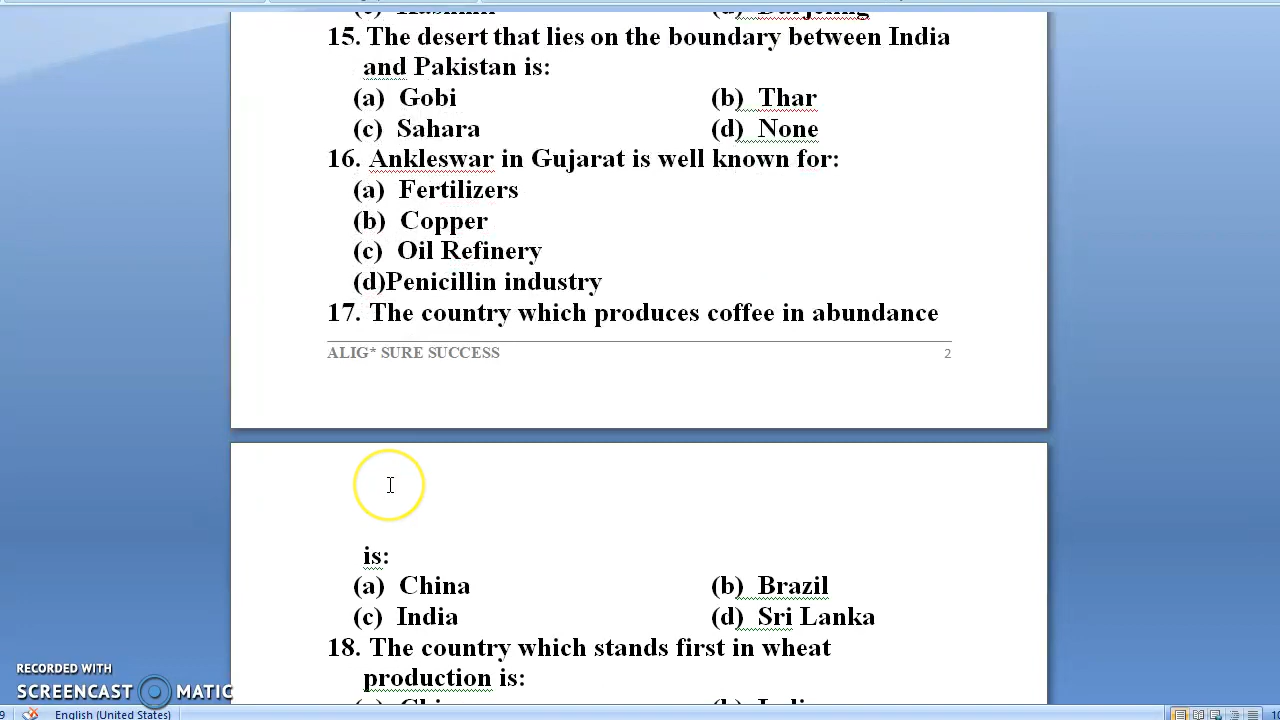 15. The desert that lies on the boundary between India
and Pakistan is:
(a) Gobi (b) Thar
(c) Sahara (d) None
16. Ankleswar in Gujarat is well known for:
(a) Fertilizers
(b) Copper
(c) Oil Refinery
(d)Penicillin industry
17. The country which produces coffee in abundance
ALIG* SURE SUCCESS 2
is:
(a) China (b) Brazil
(c) India (d) Sri Lanka
18. The country which stands first in wheat
production is:
RECORDED WITH
SCREENCAST MATIC
English (United States)